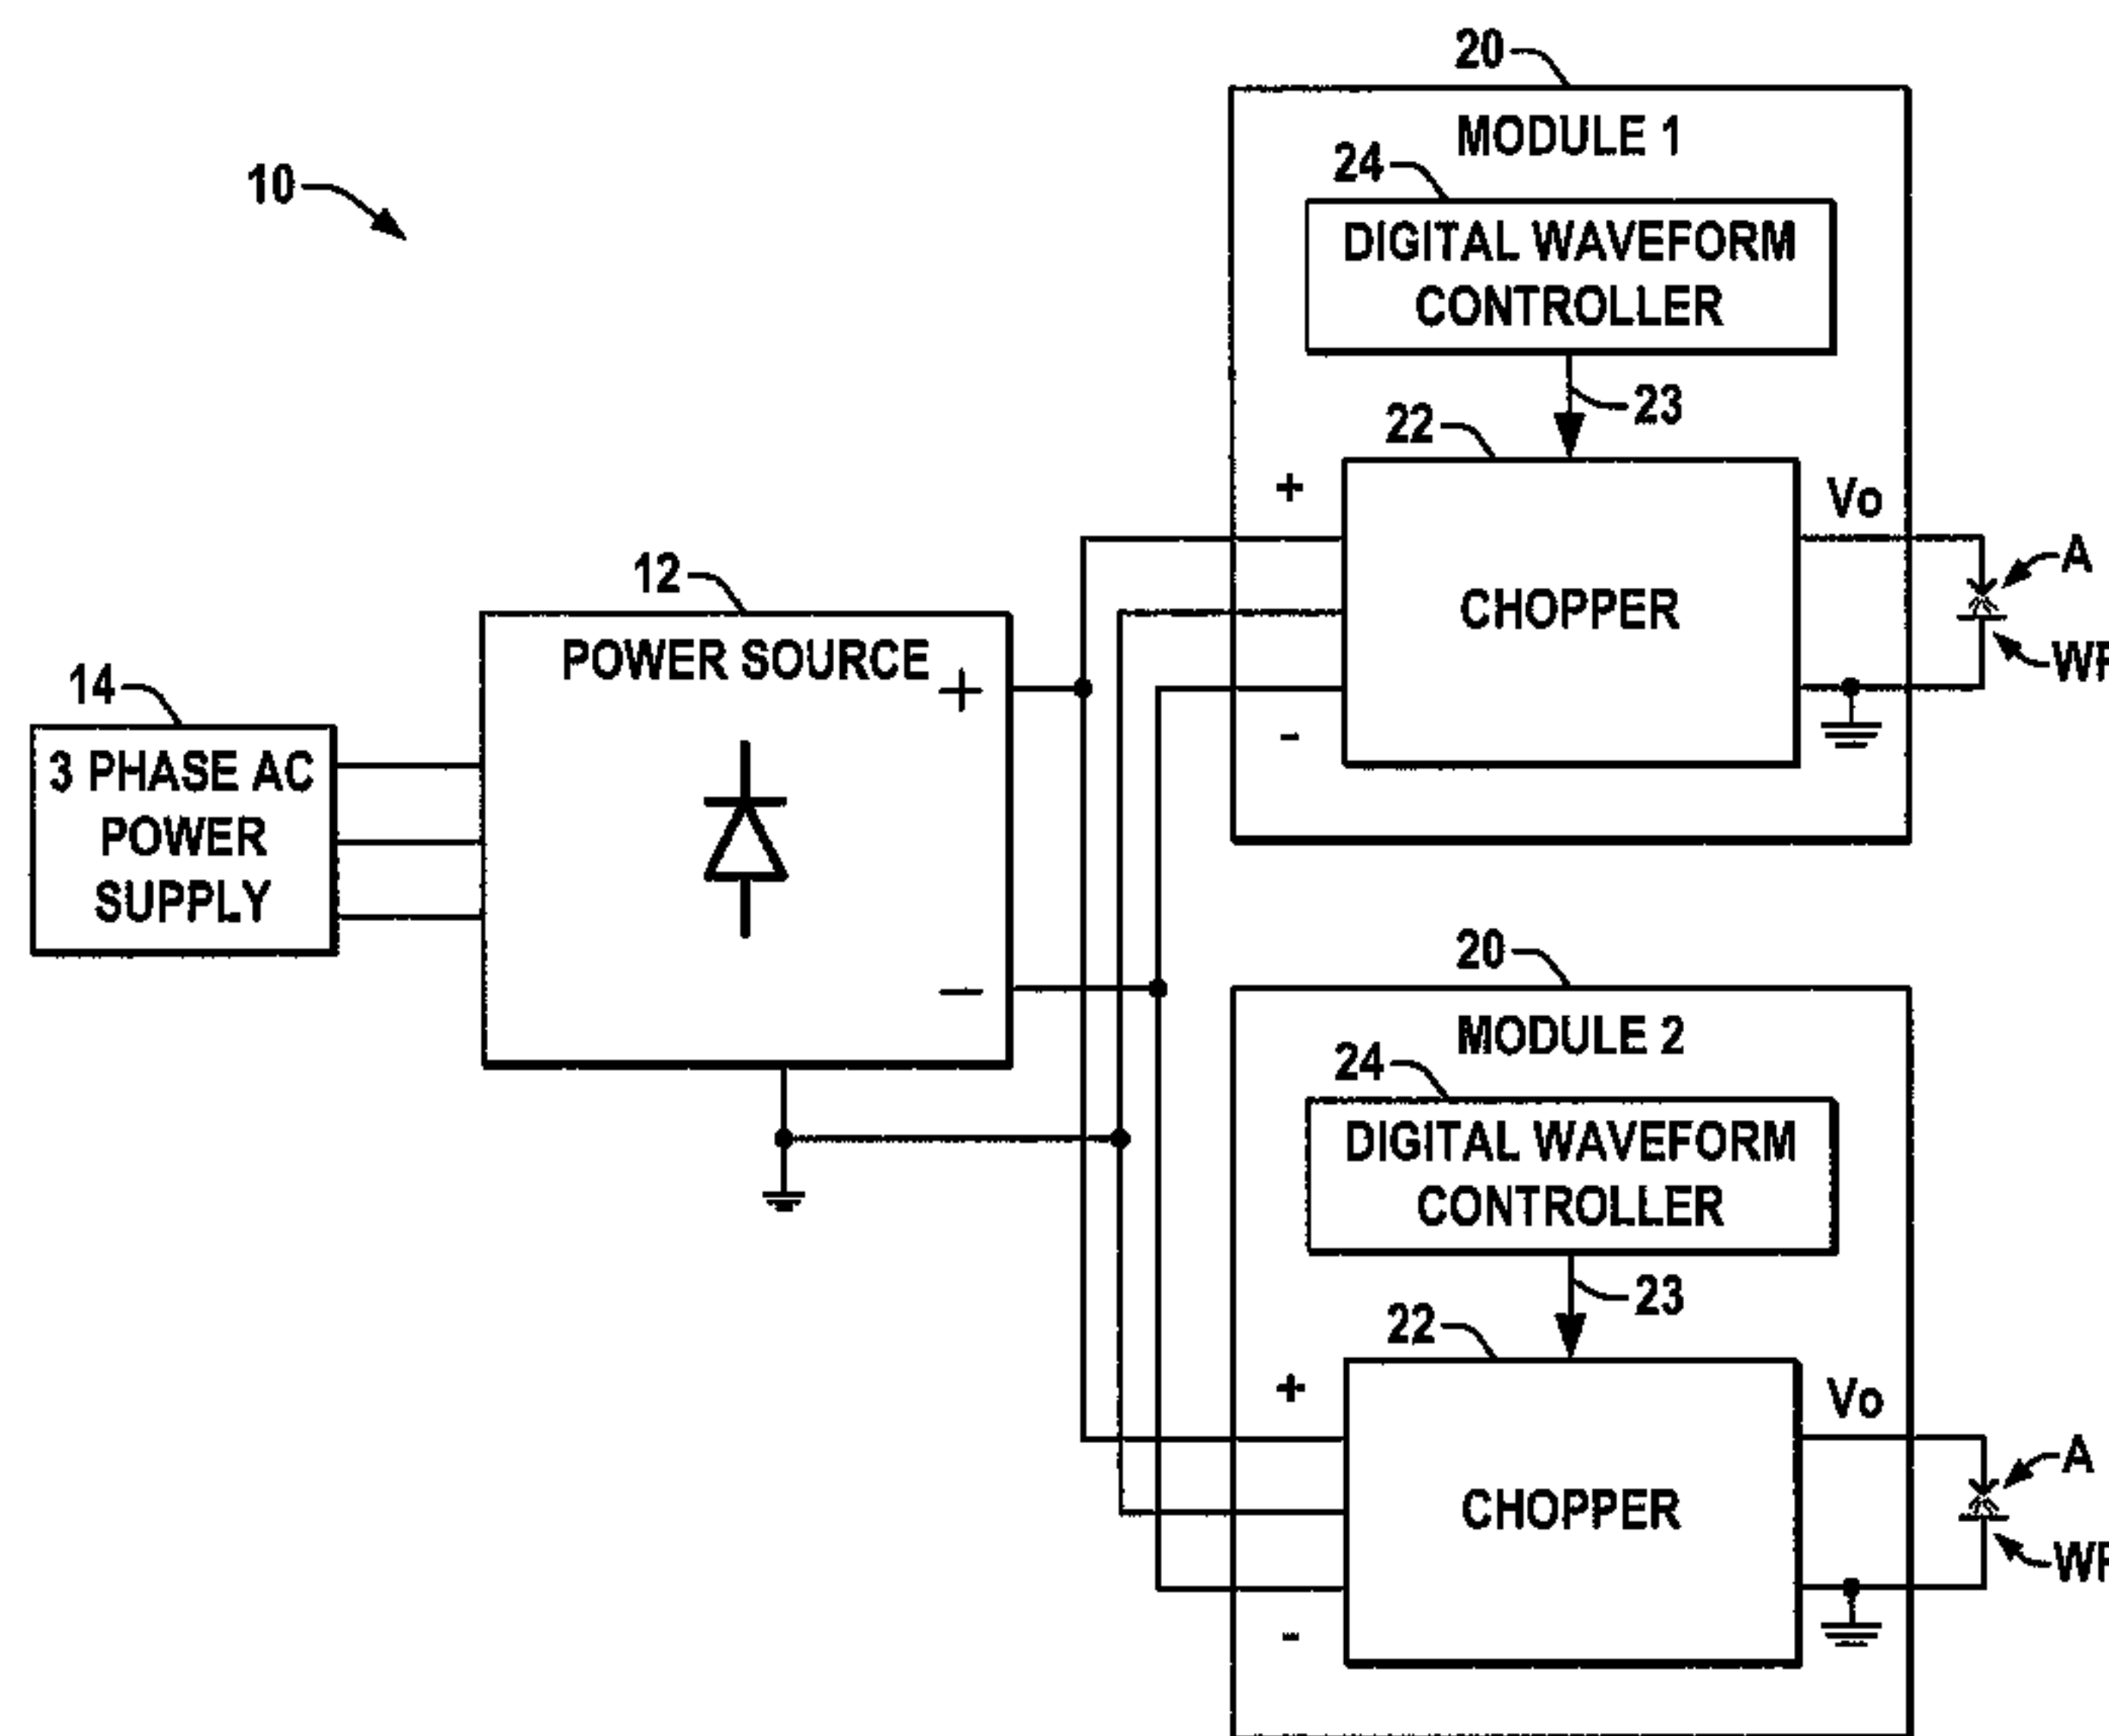 10
14
3 PHASE AC
POWER
SUPPLY
12
POWER SOURCE
+
−
20
MODULE 1
24
DIGITAL WAVEFORM
CONTROLLER
23
22
+
CHOPPER
-
Vo
A
20
MODULE 2
24
DIGITAL WAVEFORM
CONTROLLER
23
22
+
CHOPPER
-
Vo
A